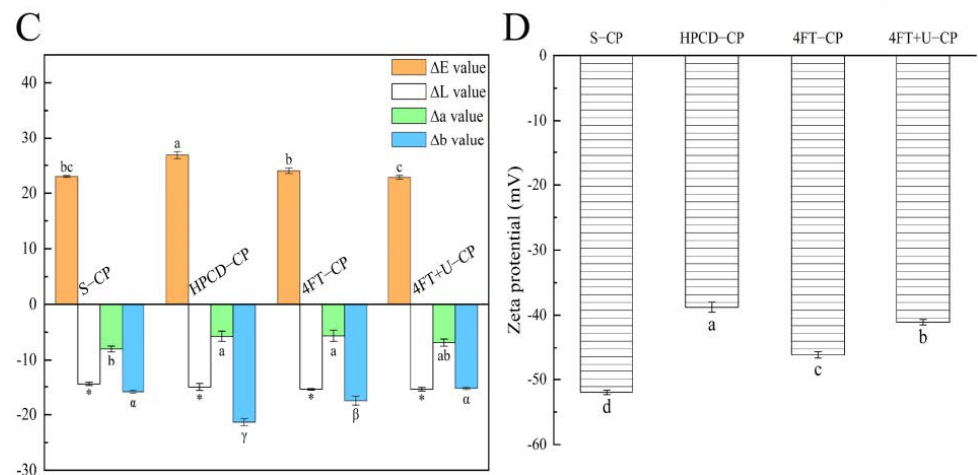 C
40
30
20
10
0
-10
-20
-30
ΔE value
ΔL value
Δa value
Δb value
bc
a
b
c
S−CP
HPCD−CP
4FT−CP
4FT+U−CP
*
b
α
*
a
γ
*
a
β
*
ab
α
D
S−CP HPCD−CP 4FT−CP 4FT+U−CP
0
-10
-20
-30
-40
-50
-60
Zeta protential (mV)
d
a
c
b